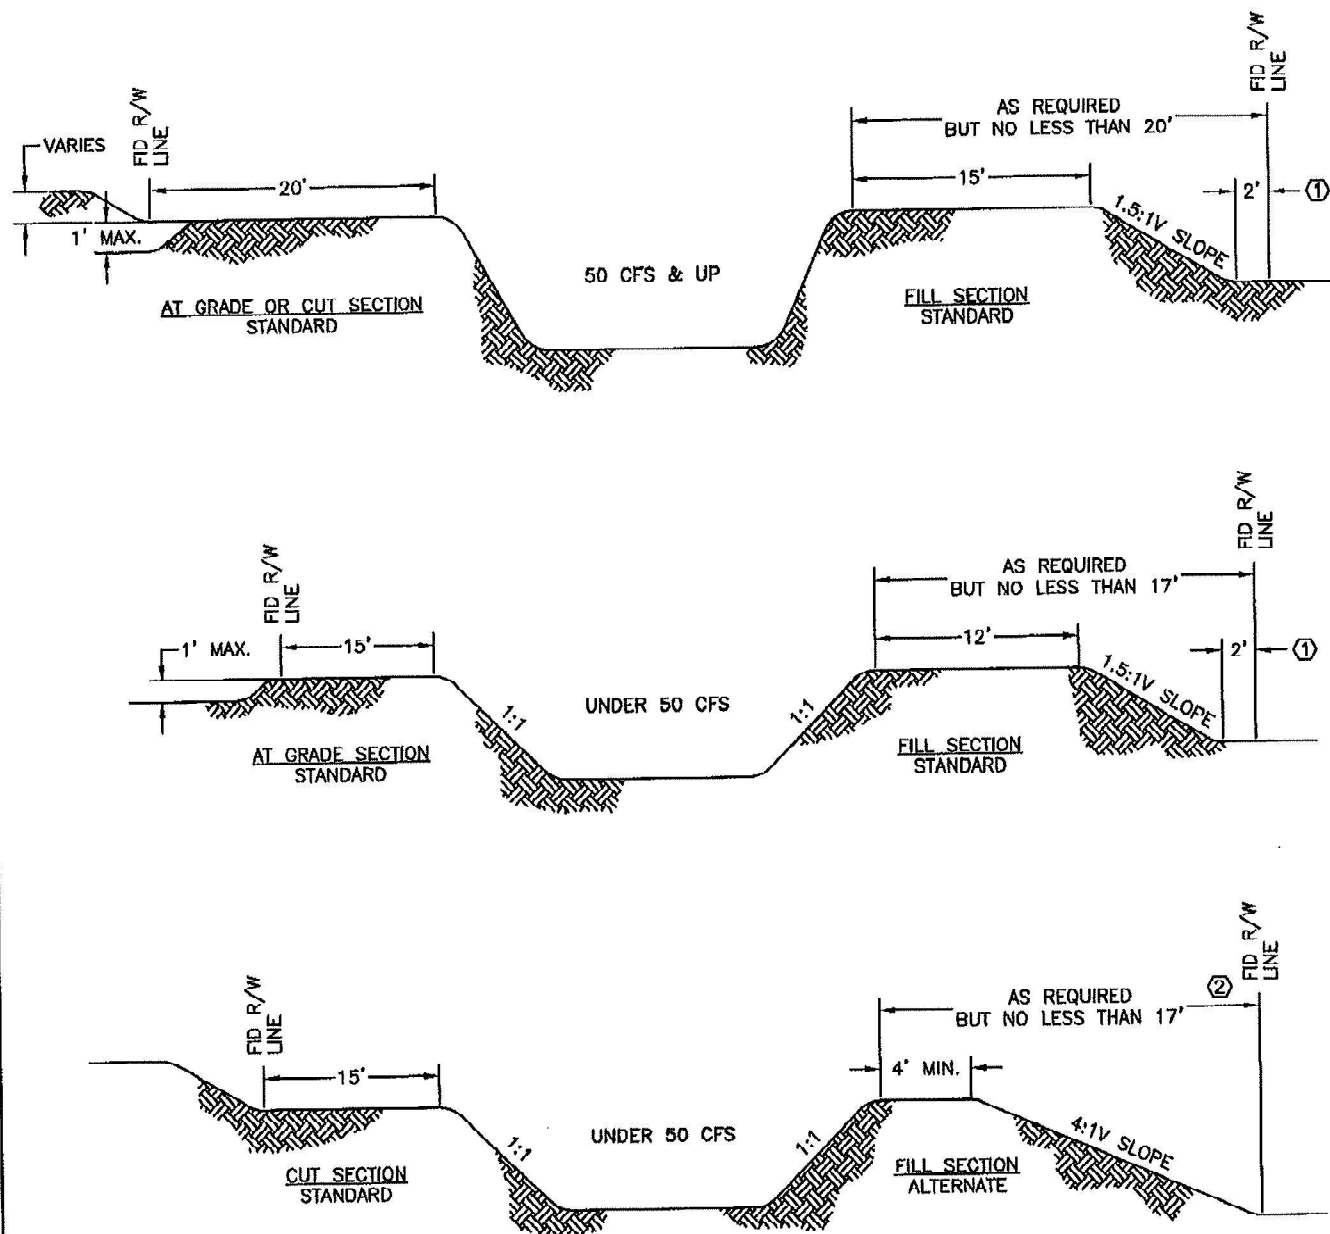 FID R/W
LINE
AS REQUIRED
BUT NO LESS THAN 20'
VARIES
FID R/W
LINE
20'
15'
2'
1
1' MAX.
1.5:1V SLOPE
50 CFS & UP
AT GRADE OR CUT SECTION
STANDARD
FILL SECTION
STANDARD
FID R/W
LINE
FID R/W
LINE
AS REQUIRED
BUT NO LESS THAN 17'
1' MAX.
15'
12'
2'
1
1.5:1V SLOPE
1:1
UNDER 50 CFS
1:1
AT GRADE SECTION
STANDARD
FILL SECTION
STANDARD
FID R/W
LINE
FID R/W
LINE
2
AS REQUIRED
BUT NO LESS THAN 17'
15'
4' MIN.
1:1
UNDER 50 CFS
1:1
4:1V SLOPE
CUT SECTION
STANDARD
FILL SECTION
ALTERNATE